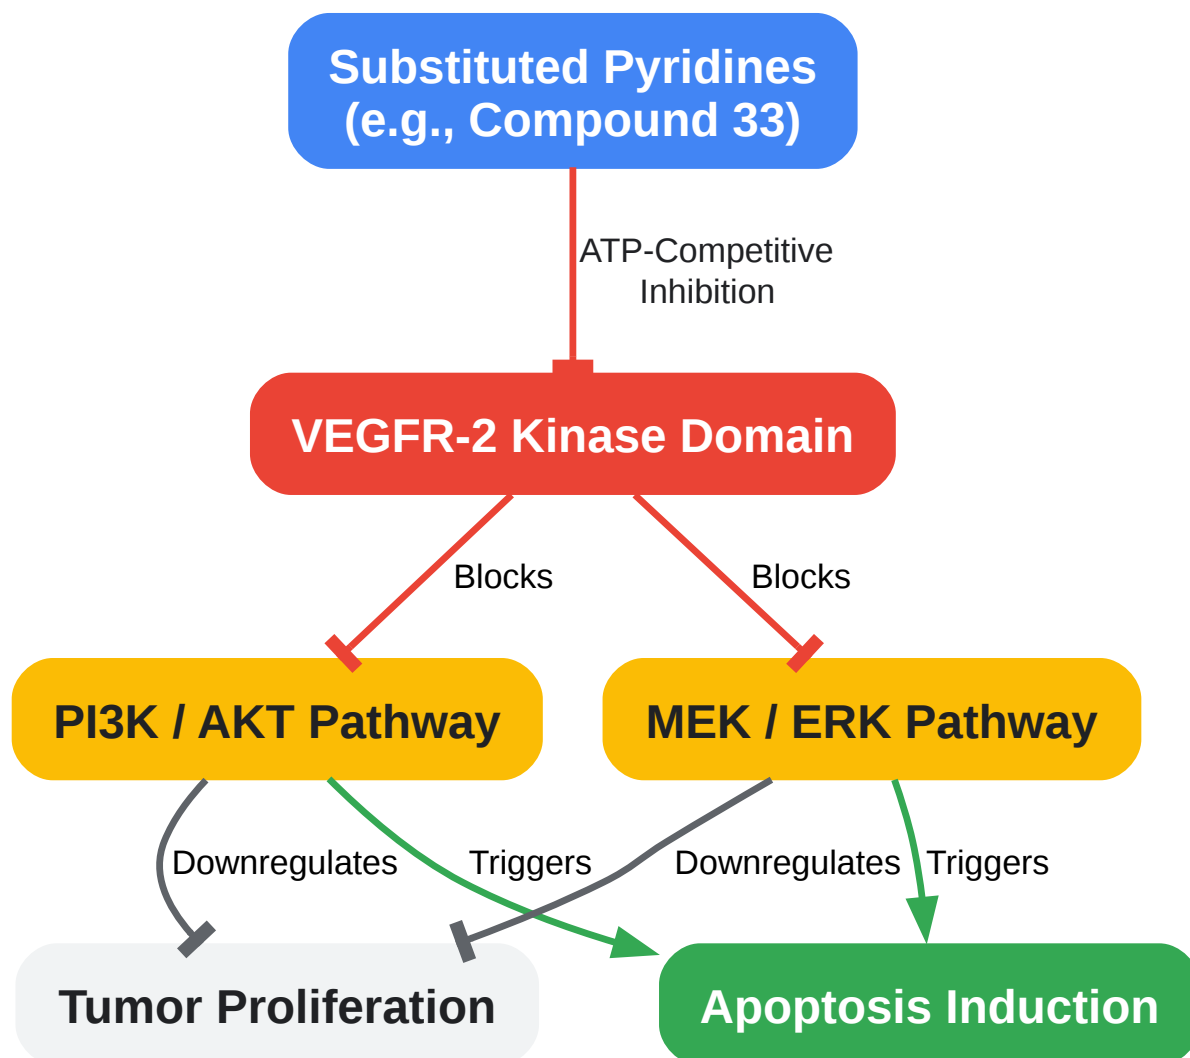 Substituted Pyridines
(e.g., Compound 33)
ATP-Competitive
Inhibition
VEGFR-2 Kinase Domain
Blocks
Blocks
PI3K / AKT Pathway
MEK / ERK Pathway
Downregulates
Triggers
Downregulates
Triggers
Tumor Proliferation
Apoptosis Induction